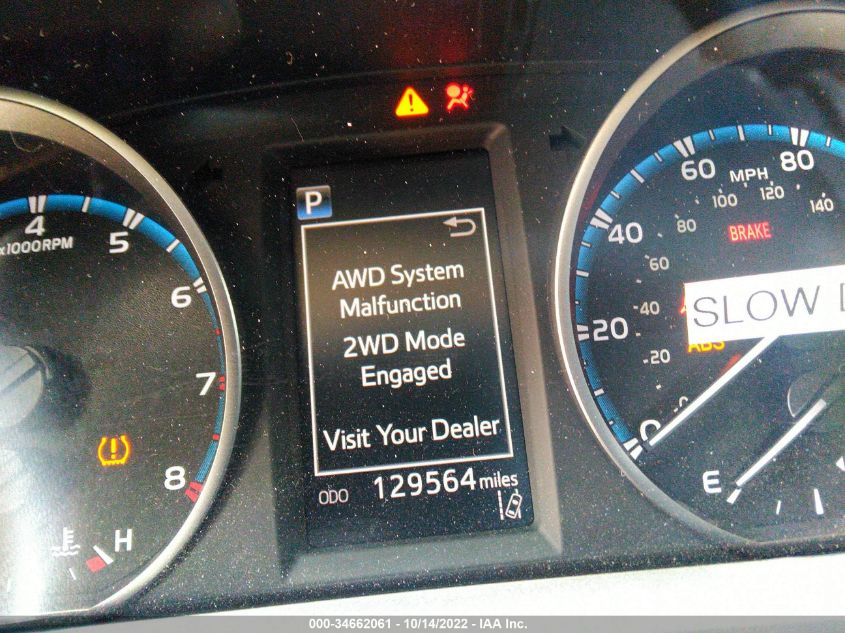 P
AWD System
Malfunction
2WD Mode
Engaged
Visit Your Dealer
ODO 129564 miles
4
x1000RPM
5
6
7
8
H
60 80
MPH
100 120
80 140
BRAKE
40
60
40
SLOW
20
ABS
20
0
0
E
000-34662061 - 10/14/2022 - IAA Inc.